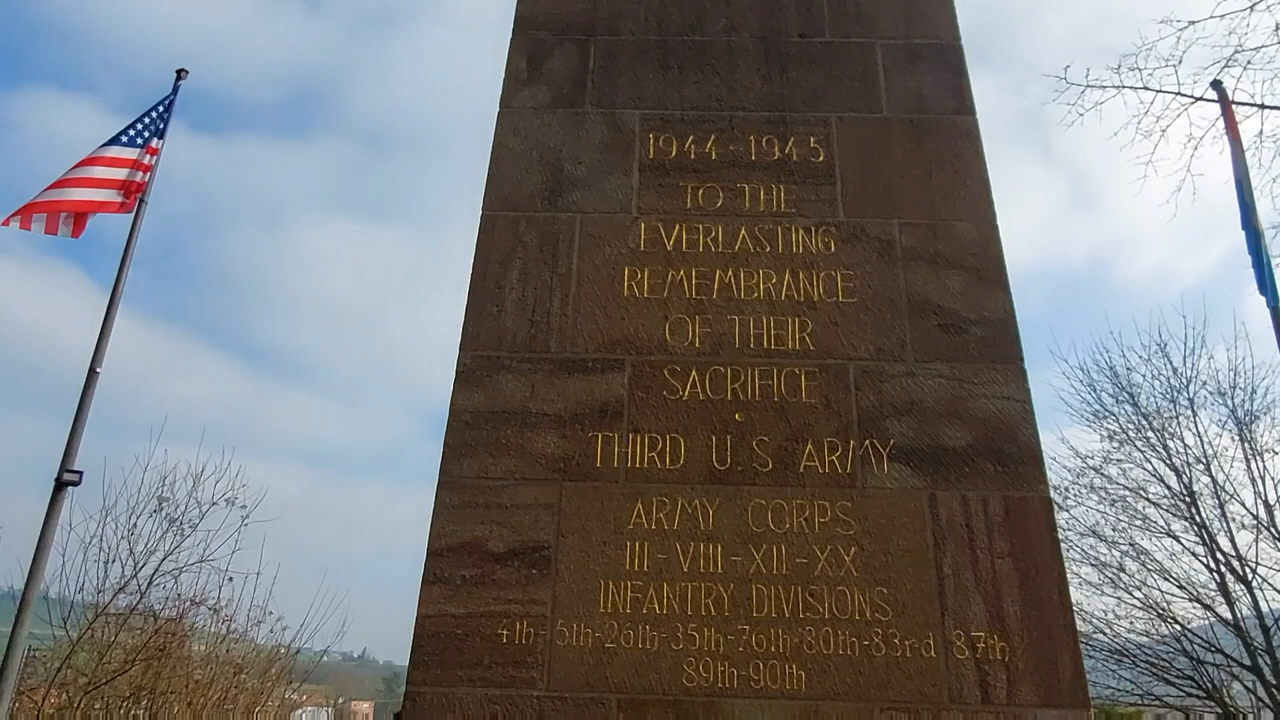 1944-1945
TO THE
EVERLASTING
REMEMBRANCE
OF THEIR
SACRIFICE
THIRD U.S ARMY
ARMY CORPS
III-VIII-XII-XX
INFANTRY DIVISIONS
4th-5th-26th-35th-76th-80th-83rd 87th
89th-90th